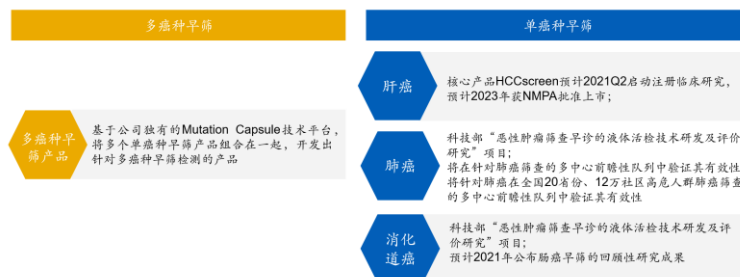 多癌种早筛
多癌种早
筛产品
基于公司独有的Mutation Capsule技术平台，
将多个单癌种早筛产品组合在一起，开发出
针对多癌种早筛检测的产品
单癌种早筛
肝癌
核心产品HCCscreen预计2021Q2启动注册临床研究，
预计2023年获NMPA批准上市；
肺癌
科技部“恶性肿瘤筛查早诊的液体活检技术研发及评价
研究”项目；
将在针对肺癌筛查的多中心前瞻性队列中验证其有效性
将针对肺癌在全国20省份、12万社区高危人群肺癌筛查
的多中心前瞻性队列中验证其有效性
消化
道癌
科技部“恶性肿瘤筛查早诊的液体活检技术研发及评
价研究”项目；
预计2021年公布肠癌早筛的回顾性研究成果